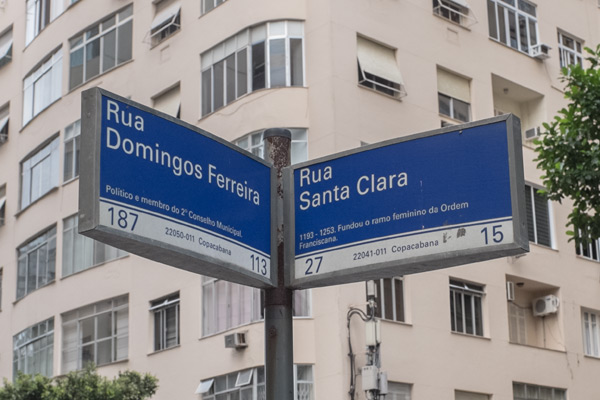 Rua
Domingos Ferreira
Político e membro do 2º Conselho Municipal.
187 22050-011 Copacabana 113
Rua
Santa Clara
1193 - 1253. Fundou o ramo feminino da Ordem
Franciscana.
27 22041-011 Copacabana 15